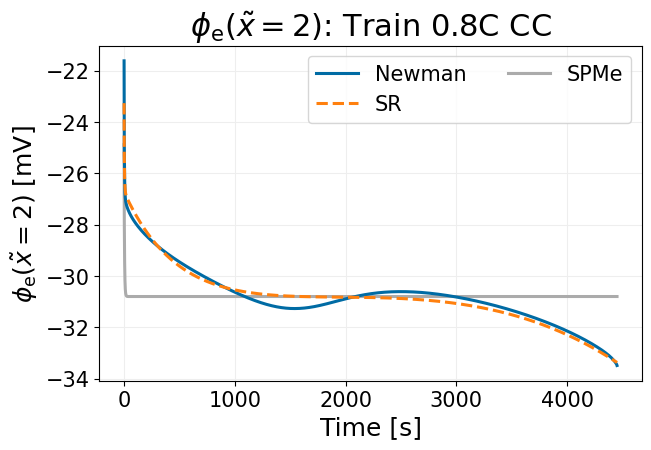 ϕₑ(x̃ = 2): Train 0.8C CC
Newman
SR
SPMe
ϕₑ(x̃ = 2) [mV]
−22
−24
−26
−28
−30
−32
−34
0 1000 2000 3000 4000
Time [s]